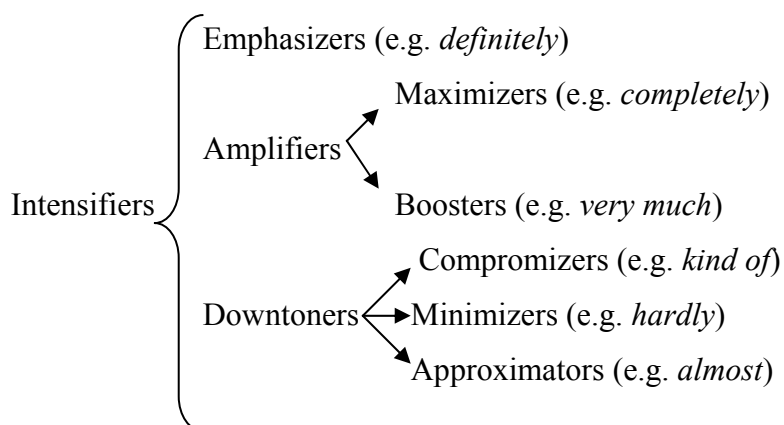 Emphasizers (e.g. definitely)
Maximizers (e.g. completely)
Amplifiers
Intensifiers
Boosters (e.g. very much)
Compromizers (e.g. kind of)
Downtoners
Minimizers (e.g. hardly)
Approximators (e.g. almost)